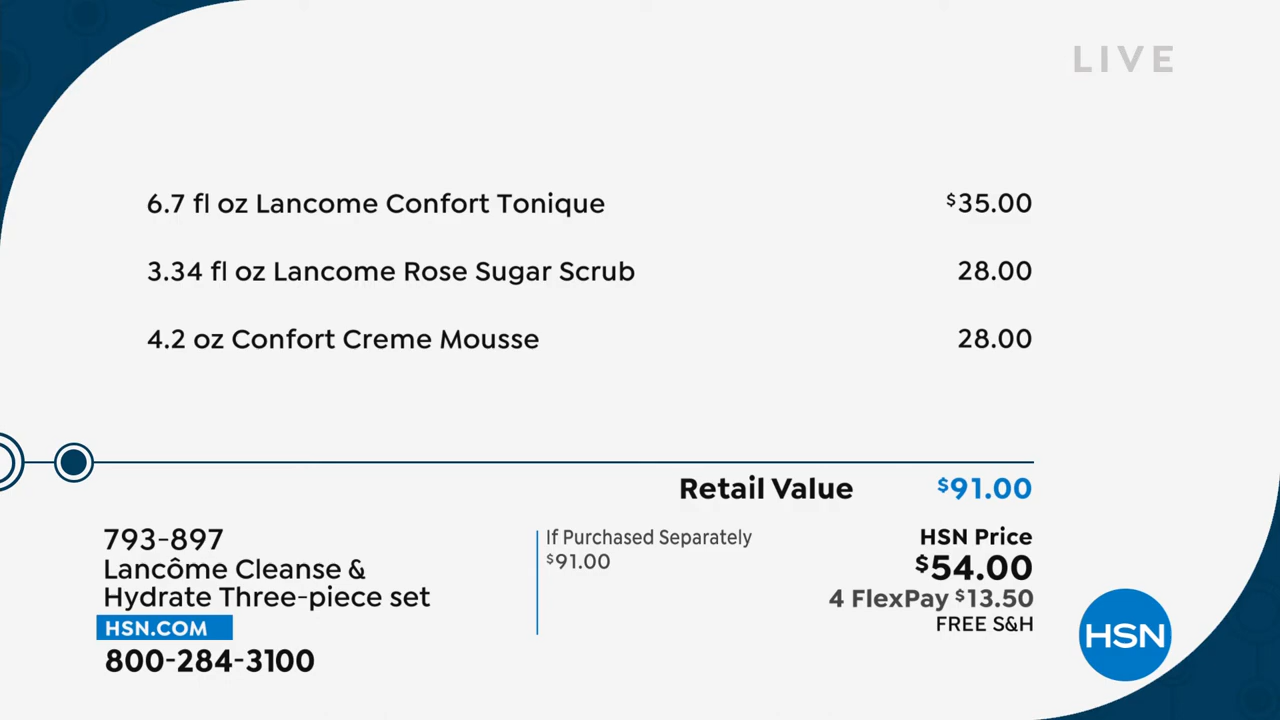 LIVE
6.7 fl oz Lancome Confort Tonique $35.00
3.34 fl oz Lancome Rose Sugar Scrub 28.00
4.2 oz Confort Creme Mousse 28.00
Retail Value $91.00
793-897
Lancôme Cleanse &
Hydrate Three-piece set
HSN.COM
800-284-3100
If Purchased Separately
$91.00
HSN Price
$54.00
4 FlexPay $13.50
FREE S&H
HSN